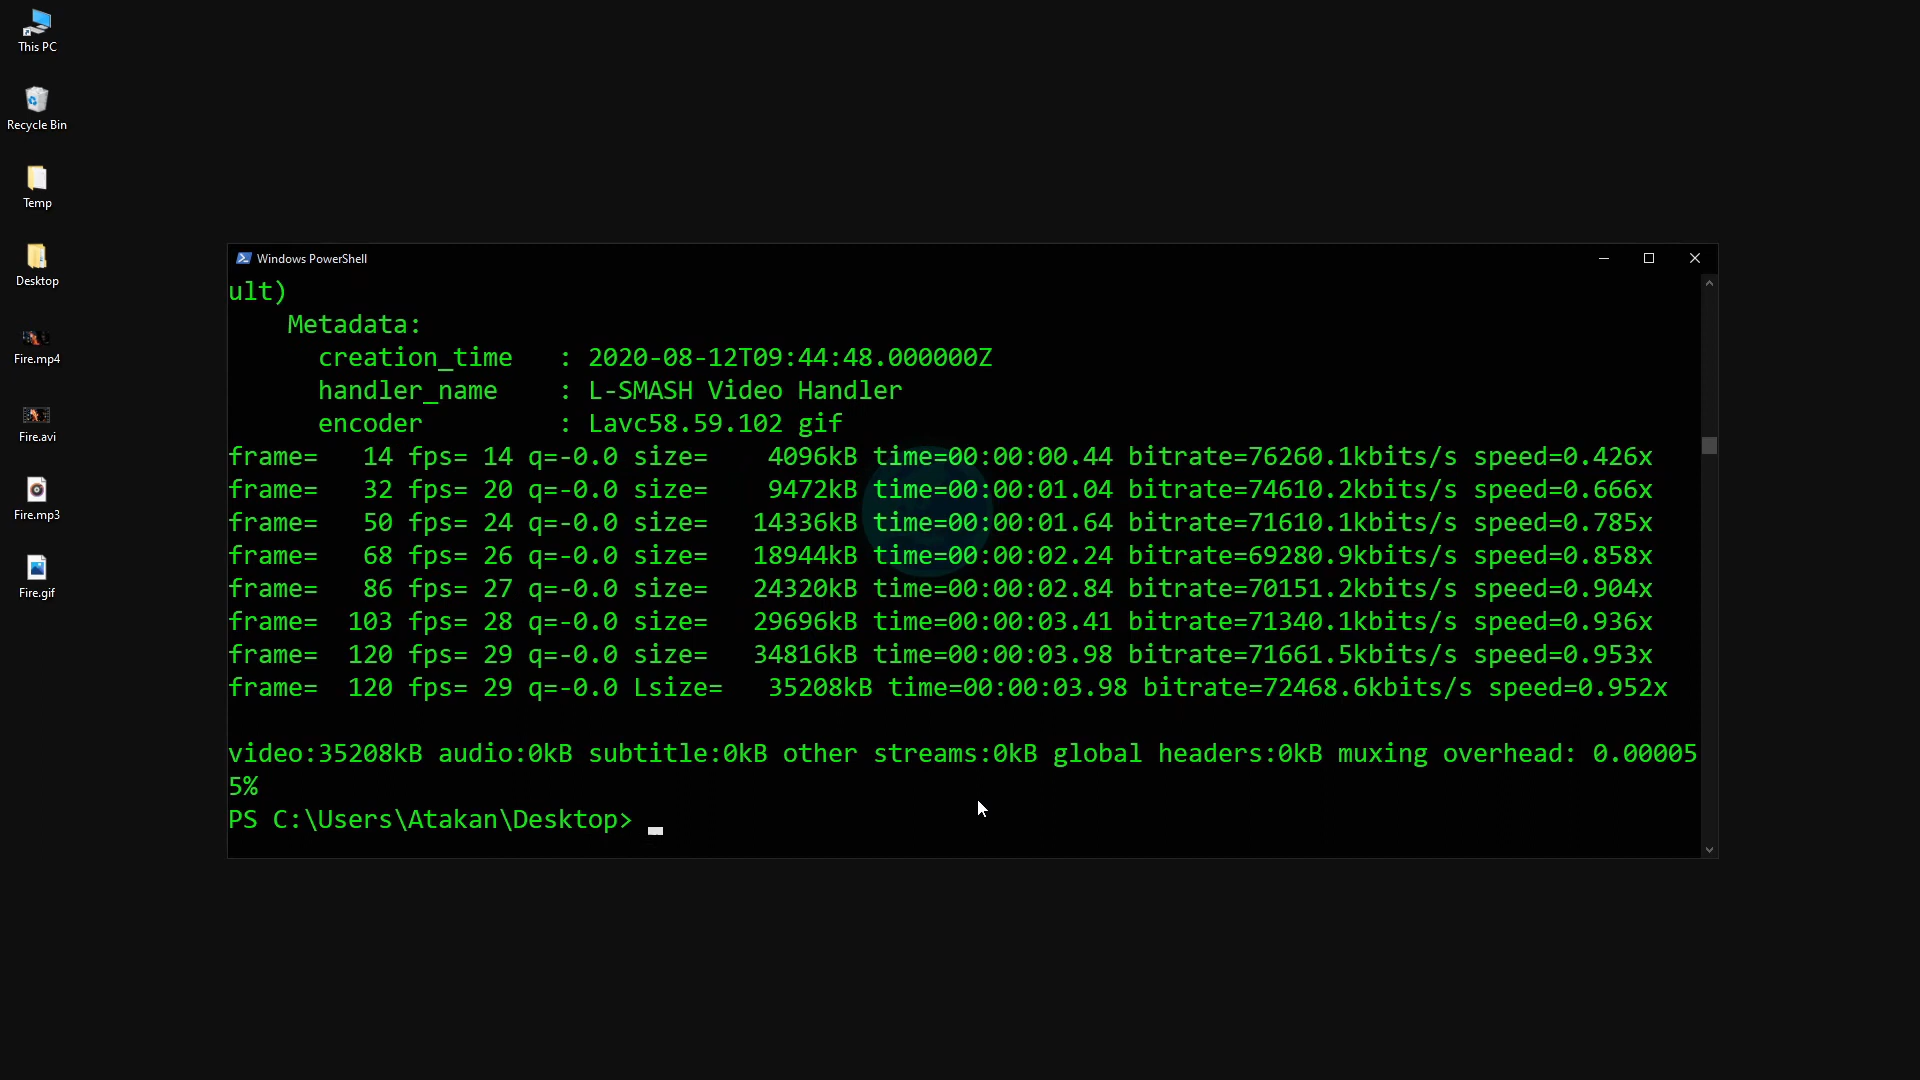 This PC
Recycle Bin
Temp
Desktop
Fire.mp4
Fire.avi
Fire.mp3
Fire.gif
Windows PowerShell
ult)
    Metadata:
      creation_time   : 2020-08-12T09:44:48.000000Z
      handler_name    : L-SMASH Video Handler
      encoder         : Lavc58.59.102 gif
frame=   14 fps= 14 q=-0.0 size=    4096kB time=00:00:00.44 bitrate=76260.1kbits/s speed=0.426x
frame=   32 fps= 20 q=-0.0 size=    9472kB time=00:00:01.04 bitrate=74610.2kbits/s speed=0.666x
frame=   50 fps= 24 q=-0.0 size=   14336kB time=00:00:01.64 bitrate=71610.1kbits/s speed=0.785x
frame=   68 fps= 26 q=-0.0 size=   18944kB time=00:00:02.24 bitrate=69280.9kbits/s speed=0.858x
frame=   86 fps= 27 q=-0.0 size=   24320kB time=00:00:02.84 bitrate=70151.2kbits/s speed=0.904x
frame=  103 fps= 28 q=-0.0 size=   29696kB time=00:00:03.41 bitrate=71340.1kbits/s speed=0.936x
frame=  120 fps= 29 q=-0.0 size=   34816kB time=00:00:03.98 bitrate=71661.5kbits/s speed=0.953x
frame=  120 fps= 29 q=-0.0 Lsize=   35208kB time=00:00:03.98 bitrate=72468.6kbits/s speed=0.952x
video:35208kB audio:0kB subtitle:0kB other streams:0kB global headers:0kB muxing overhead: 0.00005
5%
PS C:\Users\Atakan\Desktop>